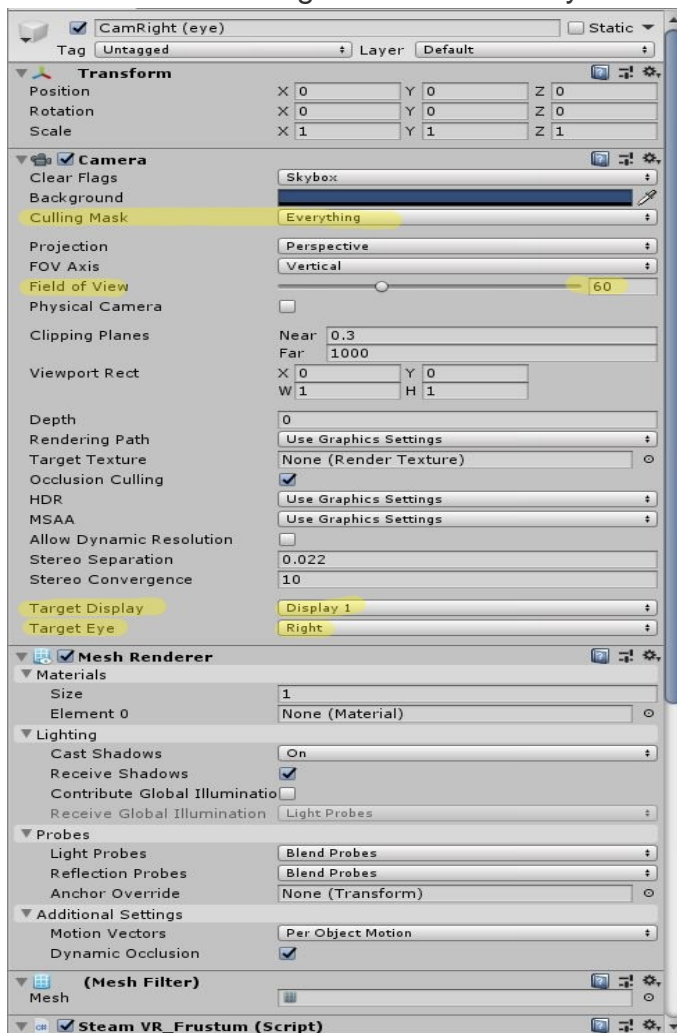 CamRight (eye) Static
Tag Untagged Layer Default
Transform
Position X 0 Y 0 Z 0
Rotation X 0 Y 0 Z 0
Scale X 1 Y 1 Z 1
Camera
Clear Flags Skybox
Background
Culling Mask Everything
Projection Perspective
FOV Axis Vertical
Field of View 60
Physical Camera
Clipping Planes Near 0.3
Far 1000
Viewport Rect X 0 Y 0
W 1 H 1
Depth 0
Rendering Path Use Graphics Settings
Target Texture None (Render Texture)
Occlusion Culling
HDR Use Graphics Settings
MSAA Use Graphics Settings
Allow Dynamic Resolution
Stereo Separation 0.022
Stereo Convergence 10
Target Display Display 1
Target Eye Right
Mesh Renderer
Materials
Size 1
Element 0 None (Material)
Lighting
Cast Shadows On
Receive Shadows
Contribute Global Illuminatio
Receive Global Illumination Light Probes
Probes
Light Probes Blend Probes
Reflection Probes Blend Probes
Anchor Override None (Transform)
Additional Settings
Motion Vectors Per Object Motion
Dynamic Occlusion
(Mesh Filter)
Mesh
Steam VR_Frustum (Script)